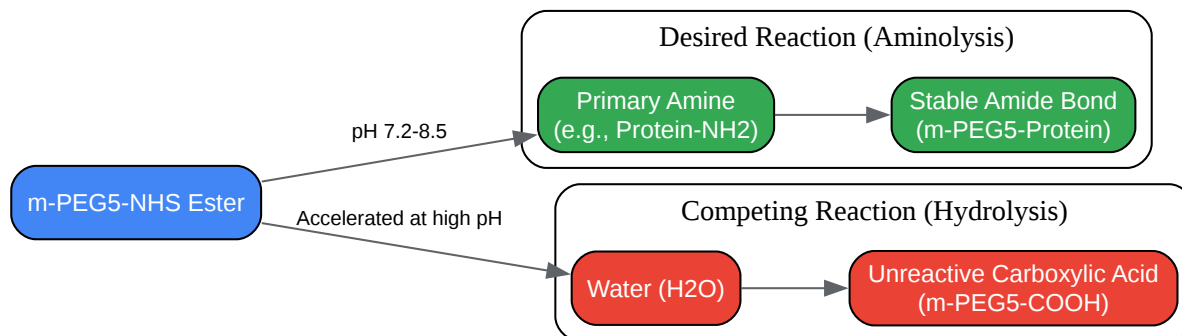 Desired Reaction (Aminolysis)
Primary Amine
(e.g., Protein-NH2)
Stable Amide Bond
(m-PEG5-Protein)
pH 7.2-8.5
m-PEG5-NHS Ester
Accelerated at high pH
Competing Reaction (Hydrolysis)
Water (H2O)
Unreactive Carboxylic Acid
(m-PEG5-COOH)